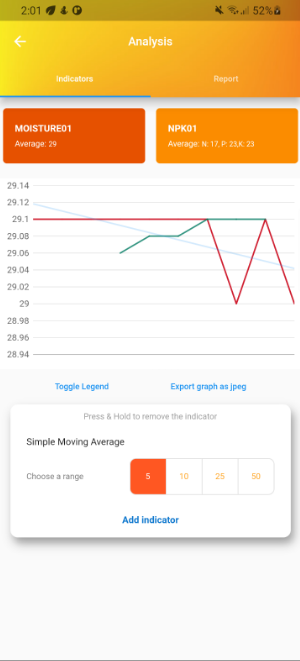 2:01 52%
Analysis
Indicators Report
MOISTURE01 NPK01
Average: 29 Average: N: 17, P: 23,K: 23
29.14
29.12
29.1
29.08
29.06
29.04
29.02
29
28.98
28.96
28.94
Toggle Legend Export graph as jpeg
Press & Hold to remove the indicator
Simple Moving Average
Choose a range 5 10 25 50
Add indicator